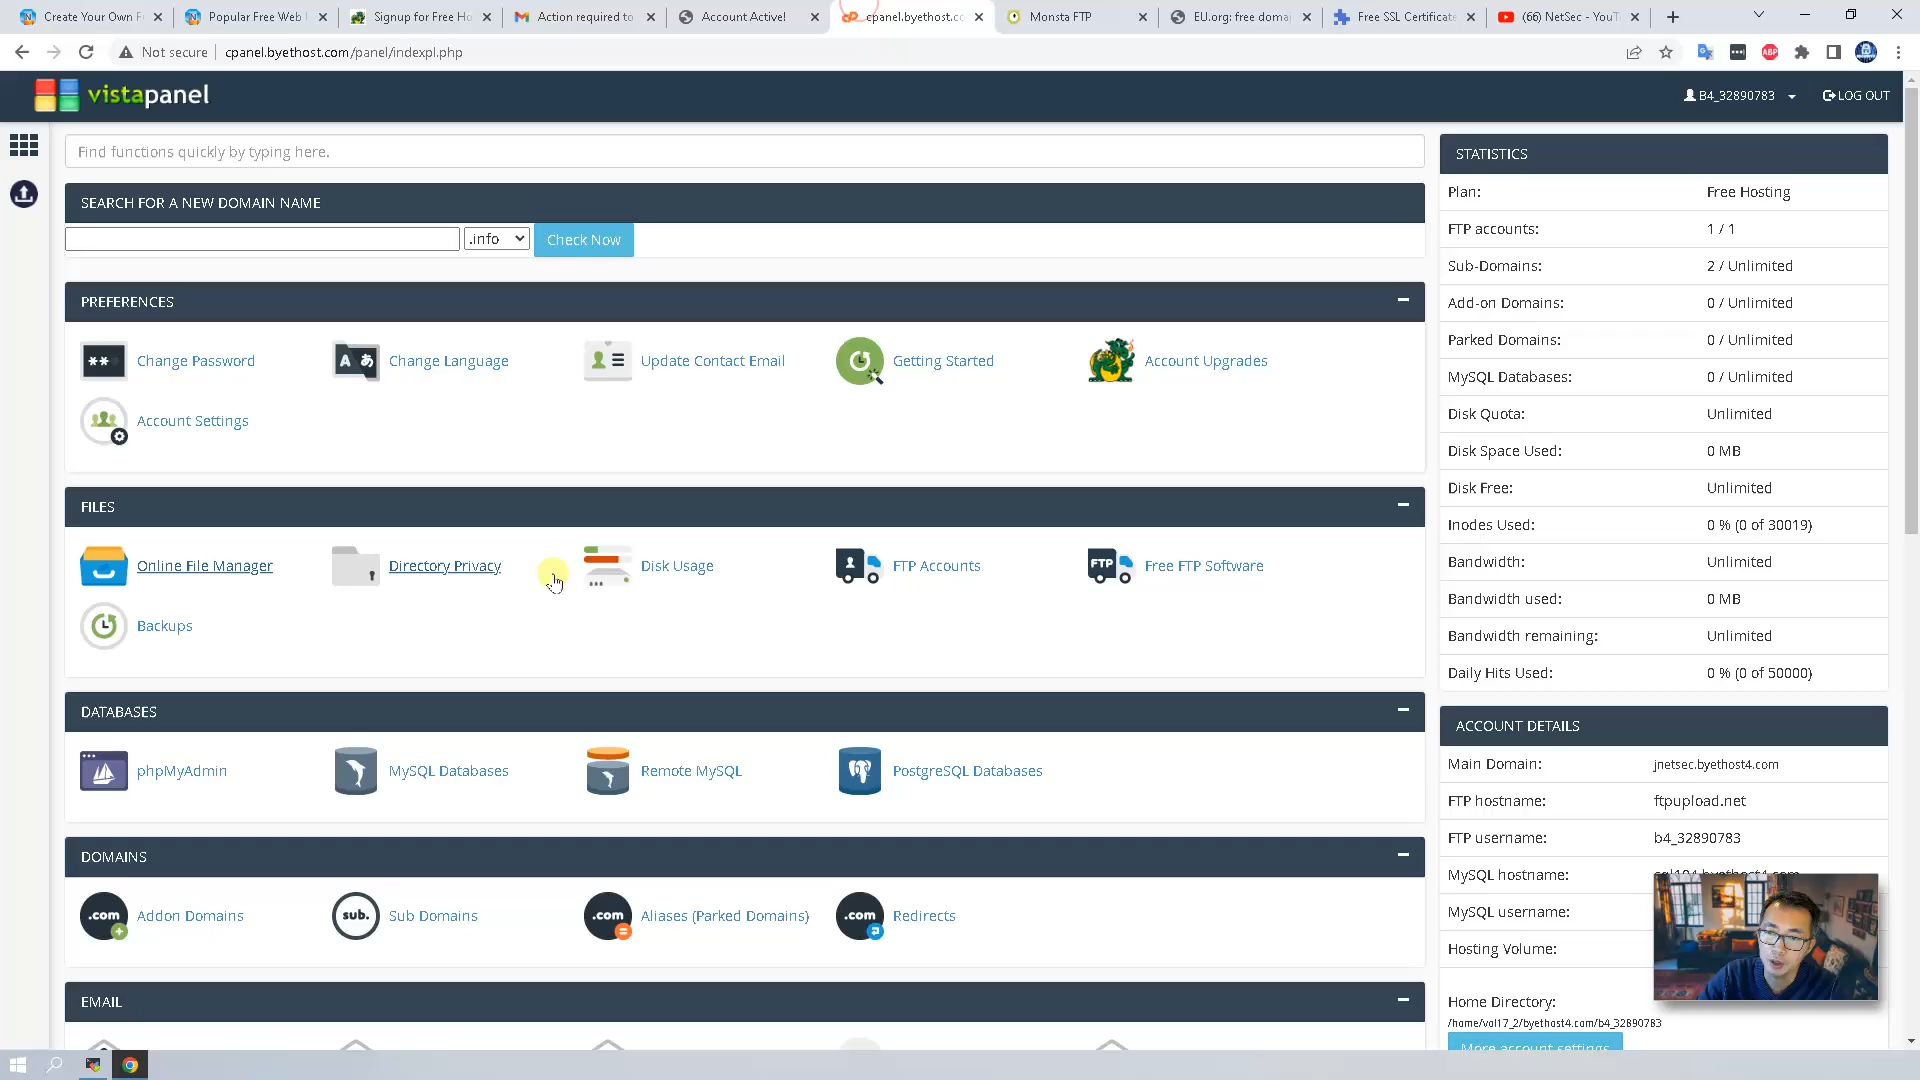 Create Your Own F
Popular Free Web
Signup for Free Ho
Action required to
Account Active!
cpanel.byethost.co
Monsta FTP
EU.org: free doma
Free SSL Certificate
(66) NetSec - YouT
Not secure
cpanel.byethost.com/panel/indexpl.php
ABP
vistapanel
B4_32890783
LOG OUT
Find functions quickly by typing here.
SEARCH FOR A NEW DOMAIN NAME
.info
Check Now
PREFERENCES
Change Password
Change Language
Update Contact Email
Getting Started
Account Upgrades
Account Settings
FILES
Online File Manager
Directory Privacy
Disk Usage
FTP Accounts
FTP
Free FTP Software
Backups
DATABASES
phpMyAdmin
MySQL Databases
Remote MySQL
PostgreSQL Databases
DOMAINS
.com
Addon Domains
sub.
Sub Domains
.com
Aliases (Parked Domains)
.com
Redirects
EMAIL
STATISTICS
Plan: Free Hosting
FTP accounts: 1 / 1
Sub-Domains: 2 / Unlimited
Add-on Domains: 0 / Unlimited
Parked Domains: 0 / Unlimited
MySQL Databases: 0 / Unlimited
Disk Quota: Unlimited
Disk Space Used: 0 MB
Disk Free: Unlimited
Inodes Used: 0 % (0 of 30019)
Bandwidth: Unlimited
Bandwidth used: 0 MB
Bandwidth remaining: Unlimited
Daily Hits Used: 0 % (0 of 50000)
ACCOUNT DETAILS
Main Domain: jnetsec.byethost4.com
FTP hostname: ftpupload.net
FTP username: b4_32890783
MySQL hostname:
MySQL username:
Hosting Volume:
Home Directory:
/home/vol17_2/byethost4.com/b4_32890783
More account settings